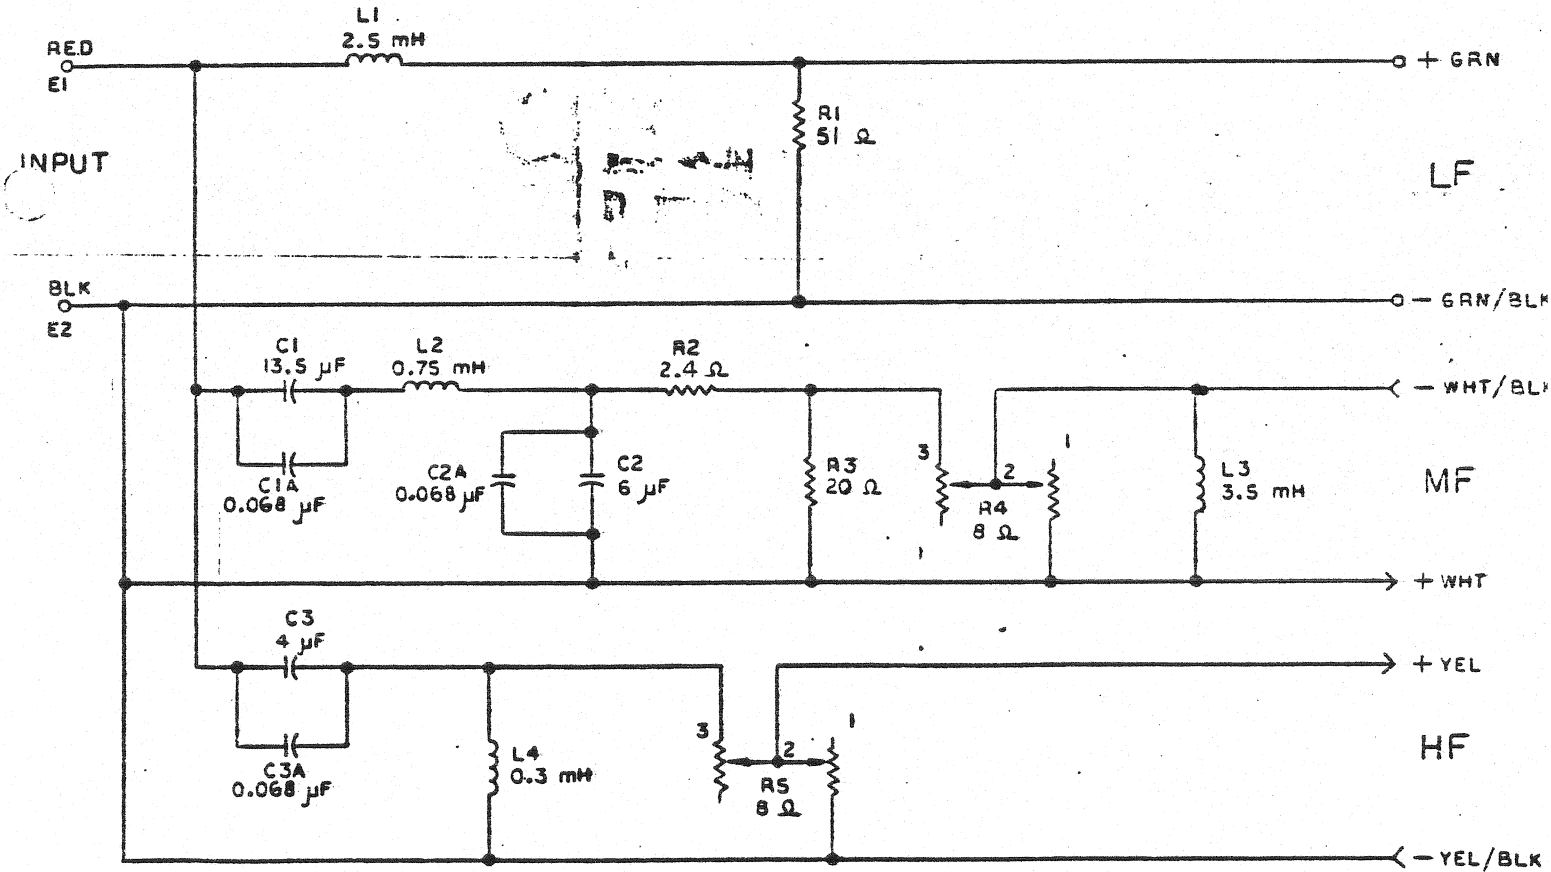 L1
2.5 mH
RED
E1
+ GRN
R1
51 Ω
INPUT
LF
BLK
E2
− GRN/BLK
C1
13.5 µF
L2
0.75 mH
R2
2.4 Ω
− WHT/BLK
C1A
0.068 µF
C2A
0.068 µF
C2
6 µF
R3
20 Ω
3
2
1
R4
8 Ω
L3
3.5 mH
MF
+ WHT
C3
4 µF
+ YEL
C3A
0.068 µF
L4
0.3 mH
3
2
1
R5
8 Ω
HF
− YEL/BLK